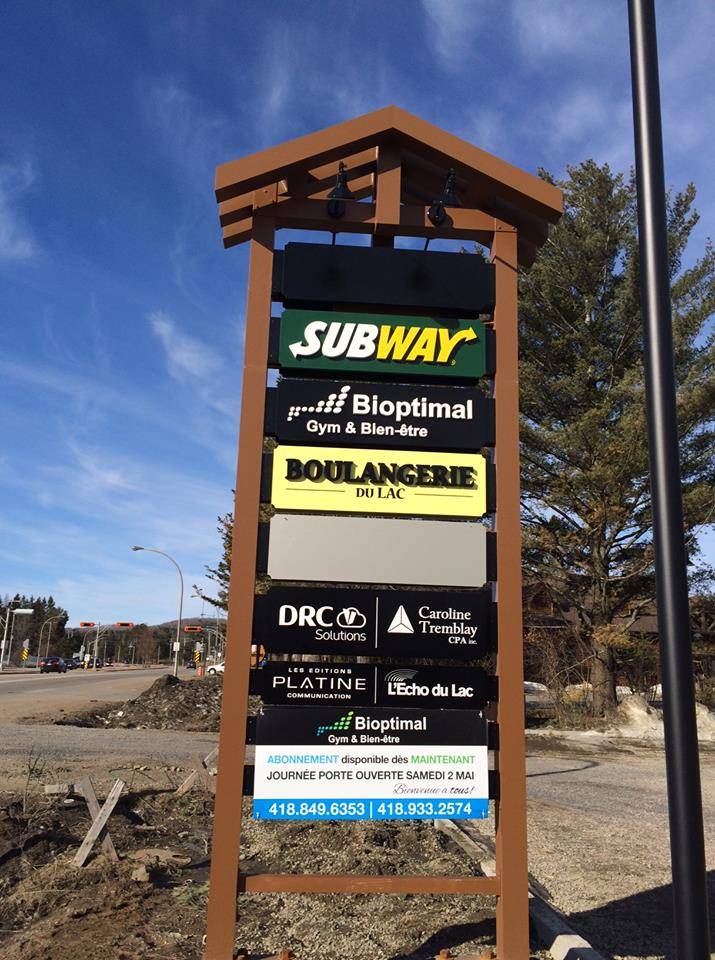 SUBWAY
Bioptimal
Gym & Bien-être
BOULANGERIE
DU LAC
DRC
Solutions
Caroline
Tremblay
CPA inc.
LES EDITIONS
PLATINE
COMMUNICATION
L'Echo du Lac
Bioptimal
Gym & Bien-être
ABONNEMENT disponible dès MAINTENANT
JOURNÉE PORTE OUVERTE SAMEDI 2 MAI
Bienvenue à tous!
418.849.6353 | 418.933.2574